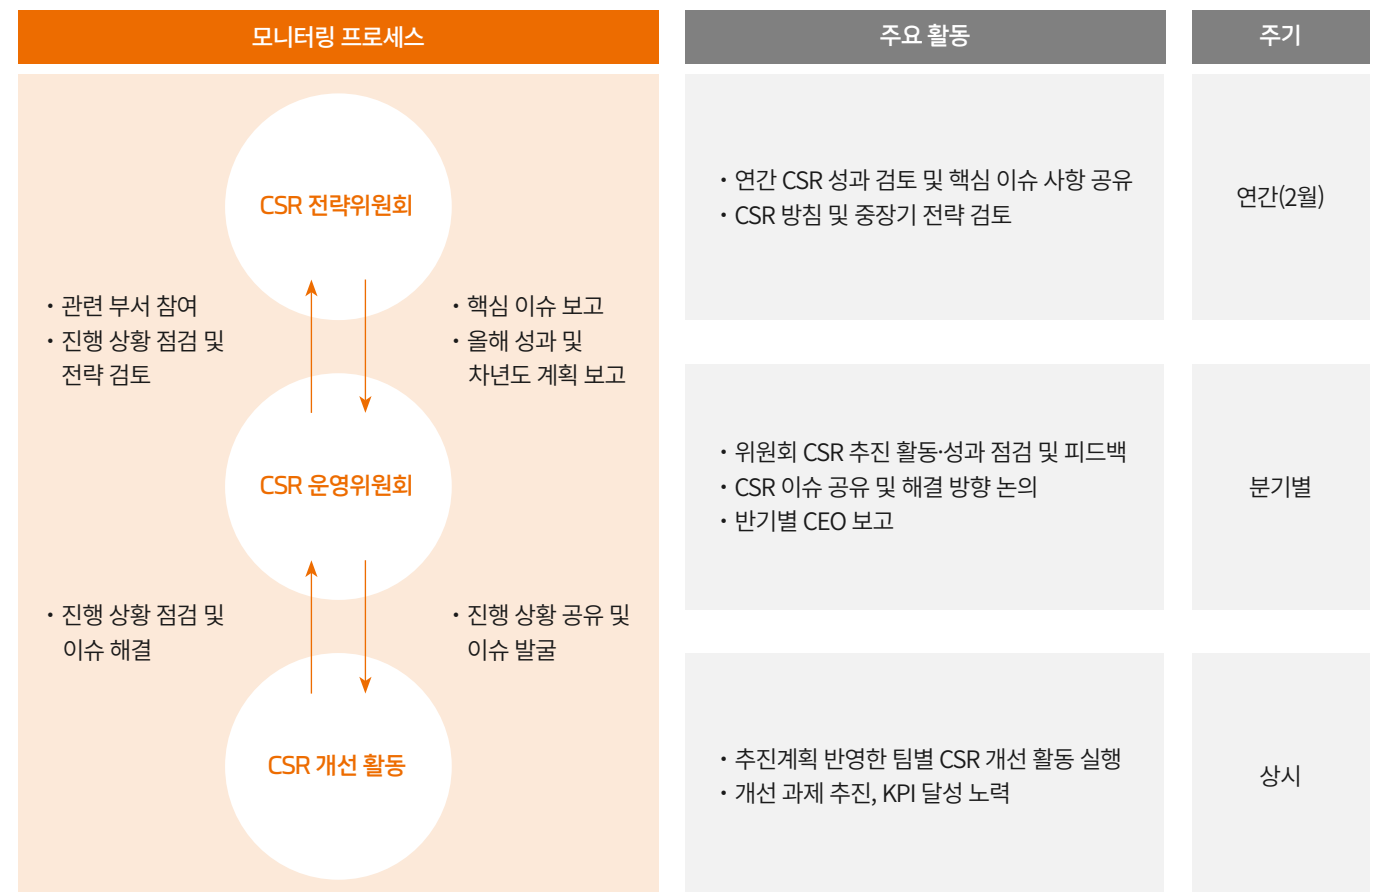 모니터링 프로세스
주요 활동
주기
CSR 전략위원회
• 관련 부서 참여
• 진행 상황 점검 및
전략 검토
• 핵심 이슈 보고
• 올해 성과 및
차년도 계획 보고
• 연간 CSR 성과 검토 및 핵심 이슈 사항 공유
• CSR 방침 및 중장기 전략 검토
연간(2월)
CSR 운영위원회
• 진행 상황 점검 및
이슈 해결
• 진행 상황 공유 및
이슈 발굴
• 위원회 CSR 추진 활동·성과 점검 및 피드백
• CSR 이슈 공유 및 해결 방향 논의
• 반기별 CEO 보고
분기별
CSR 개선 활동
• 추진계획 반영한 팀별 CSR 개선 활동 실행
• 개선 과제 추진, KPI 달성 노력
상시